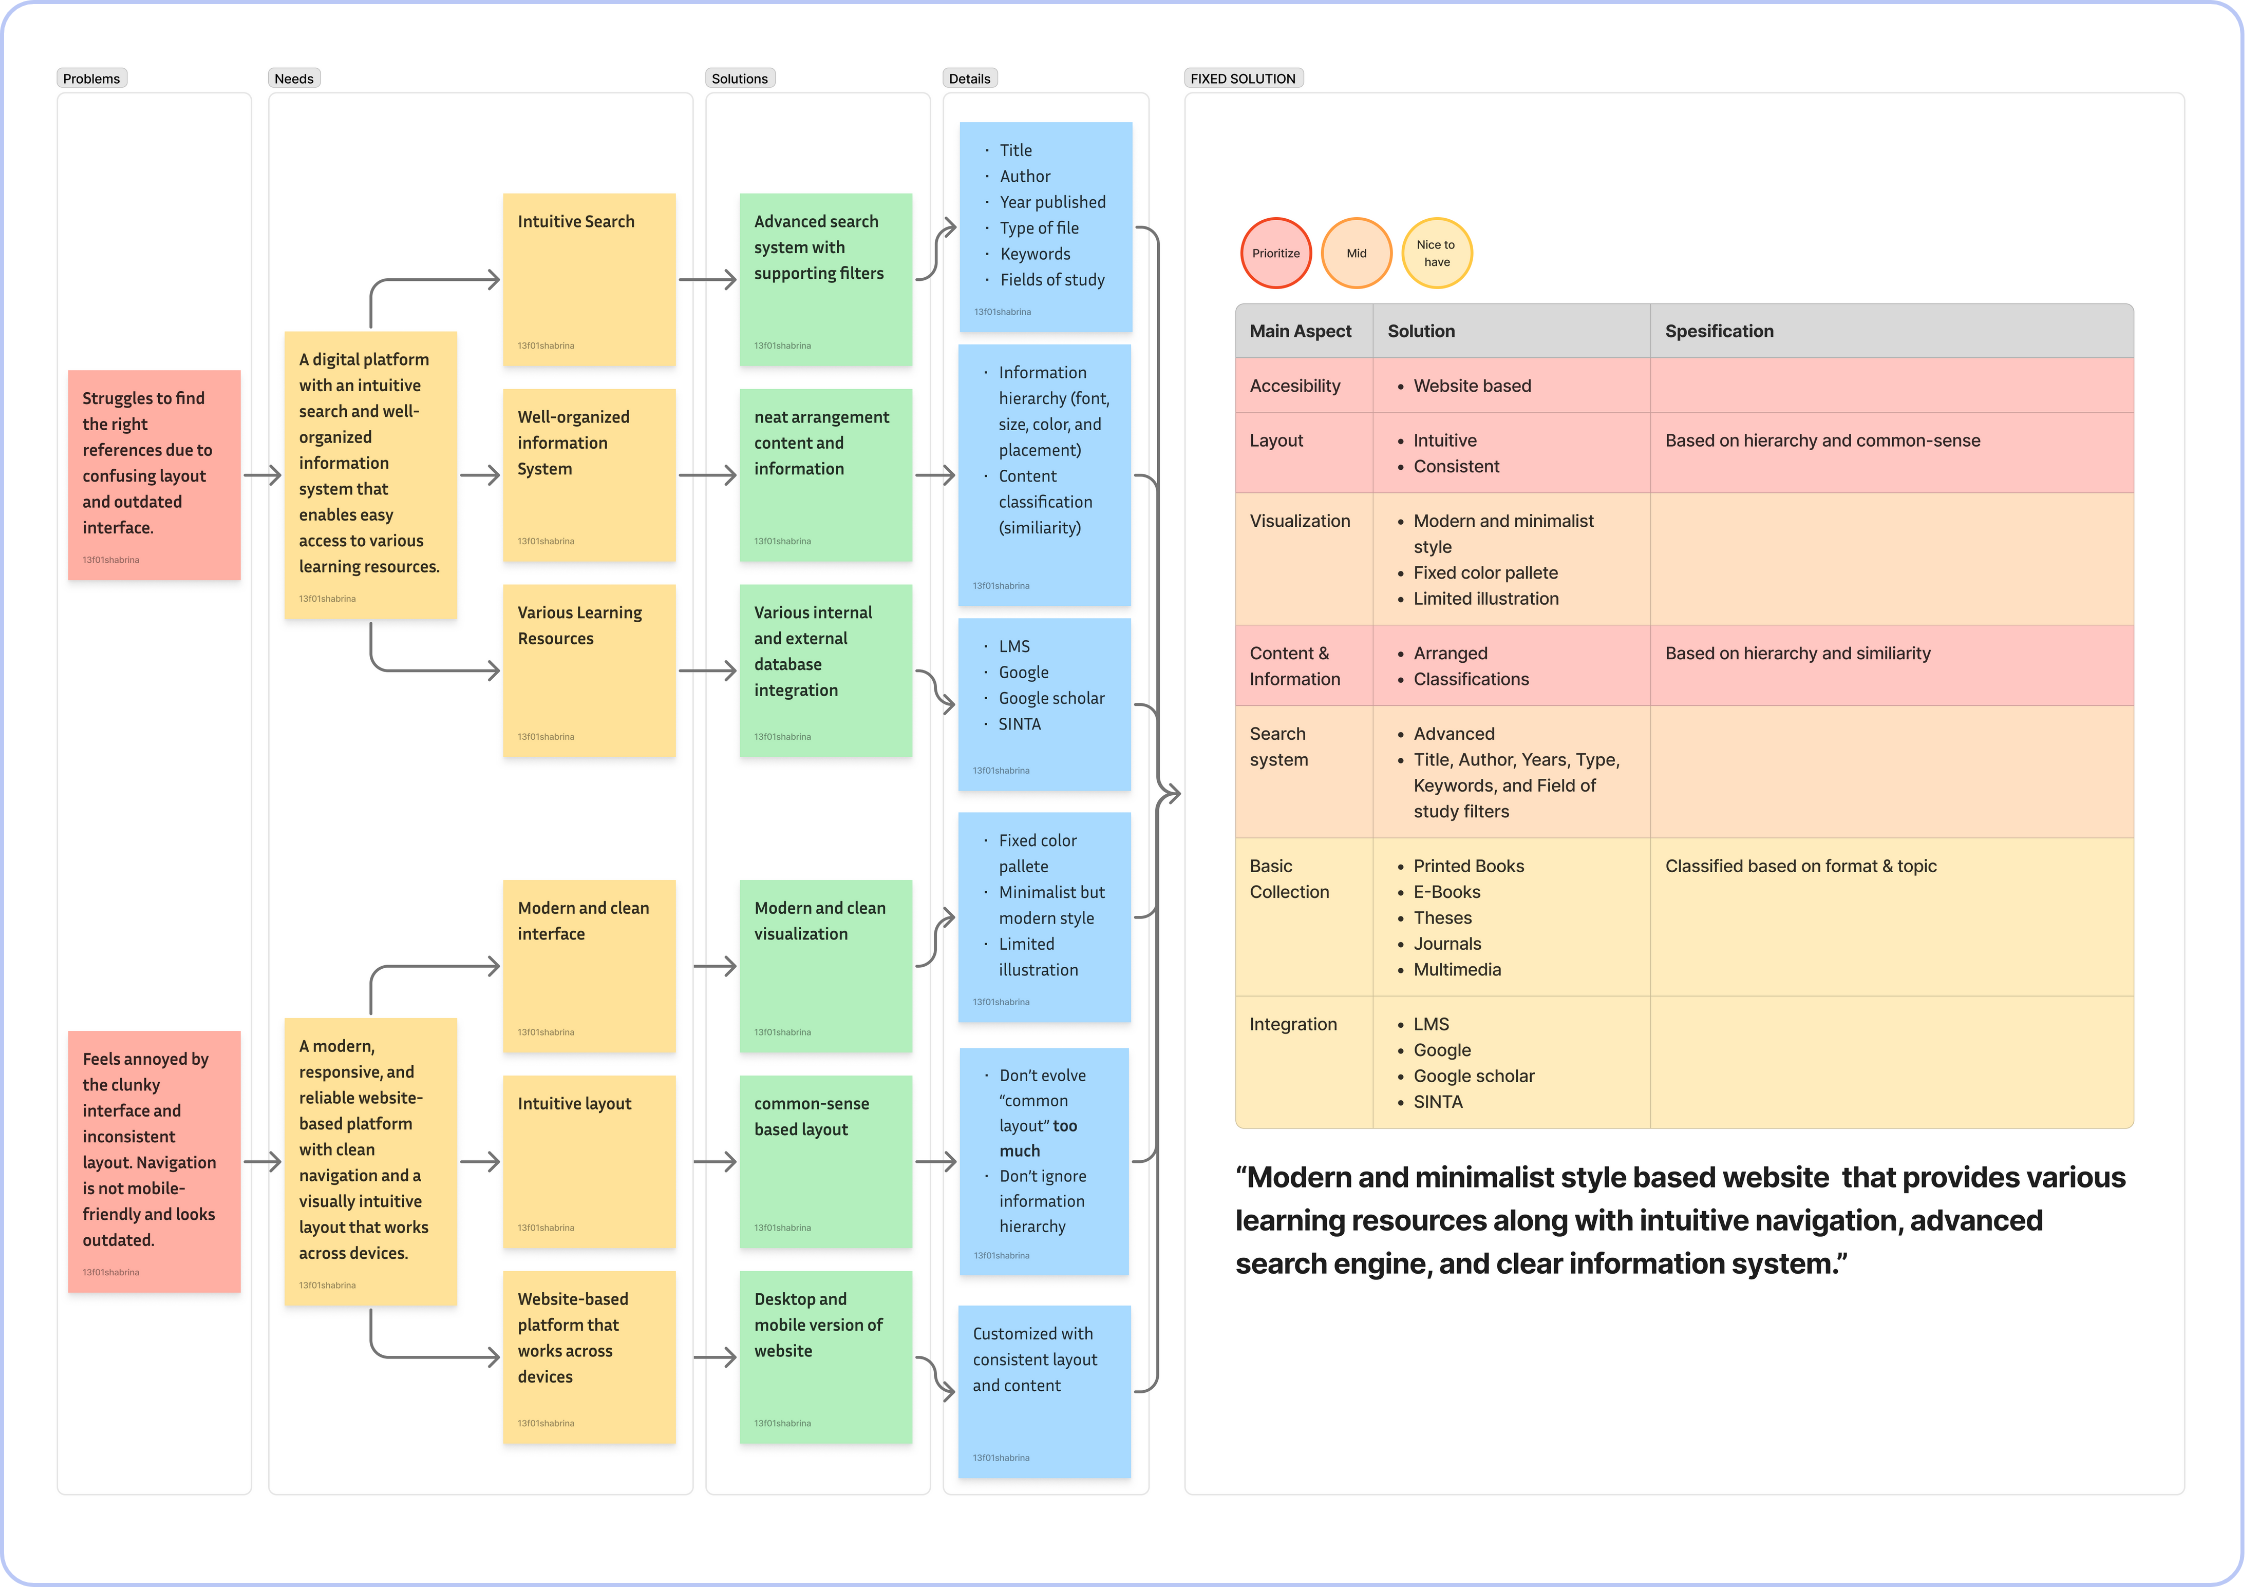 Problems
Struggles to find
the right
references due to
confusing layout
and outdated
interface.
13f01shabrina
Feels annoyed by
the clunky
interface and
inconsistent
layout. Navigation
is not mobile-
friendly and looks
outdated.
13f01shabrina
Needs
A digital platform
with an intuitive
search and well-
organized
information
system that
enables easy
access to various
learning resources.
13f01shabrina
Intuitive Search
13f01shabrina
Well-organized
information
System
13f01shabrina
Various Learning
Resources
13f01shabrina
A modern,
responsive, and
reliable website-
based platform
with clean
navigation and a
visually intuitive
layout that works
across devices.
13f01shabrina
Modern and clean
interface
13f01shabrina
Intuitive layout
13f01shabrina
Website-based
platform that
works across
devices
13f01shabrina
Solutions
Advanced search
system with
supporting filters
13f01shabrina
neat arrangement
content and
information
13f01shabrina
Various internal
and external
database
integration
13f01shabrina
Modern and clean
visualization
13f01shabrina
common-sense
based layout
13f01shabrina
Desktop and
mobile version of
website
13f01shabrina
Details
· Title
· Author
· Year published
· Type of file
· Keywords
· Fields of study
13f01shabrina
· Information
hierarchy (font,
size, color, and
placement)
· Content
classification
(similiarity)
13f01shabrina
· LMS
· Google
· Google scholar
· SINTA
13f01shabrina
· Fixed color
pallete
· Minimalist but
modern style
· Limited
illustration
13f01shabrina
· Don’t evolve
“common
layout” too
much
· Don’t ignore
information
hierarchy
13f01shabrina
Customized with
consistent layout
and content
13f01shabrina
FIXED SOLUTION
Prioritize
Mid
Nice to
have
Main Aspect Solution Spesification
Accesibility • Website based
Layout • Intuitive Based on hierarchy and common-sense
• Consistent
Visualization • Modern and minimalist
style
• Fixed color pallete
• Limited illustration
Content & • Arranged Based on hierarchy and similiarity
Information • Classifications
Search • Advanced
system • Title, Author, Years, Type,
Keywords, and Field of
study filters
Basic • Printed Books Classified based on format & topic
Collection • E-Books
• Theses
• Journals
• Multimedia
Integration • LMS
• Google
• Google scholar
• SINTA
“Modern and minimalist style based website that provides various
learning resources along with intuitive navigation, advanced
search engine, and clear information system.”